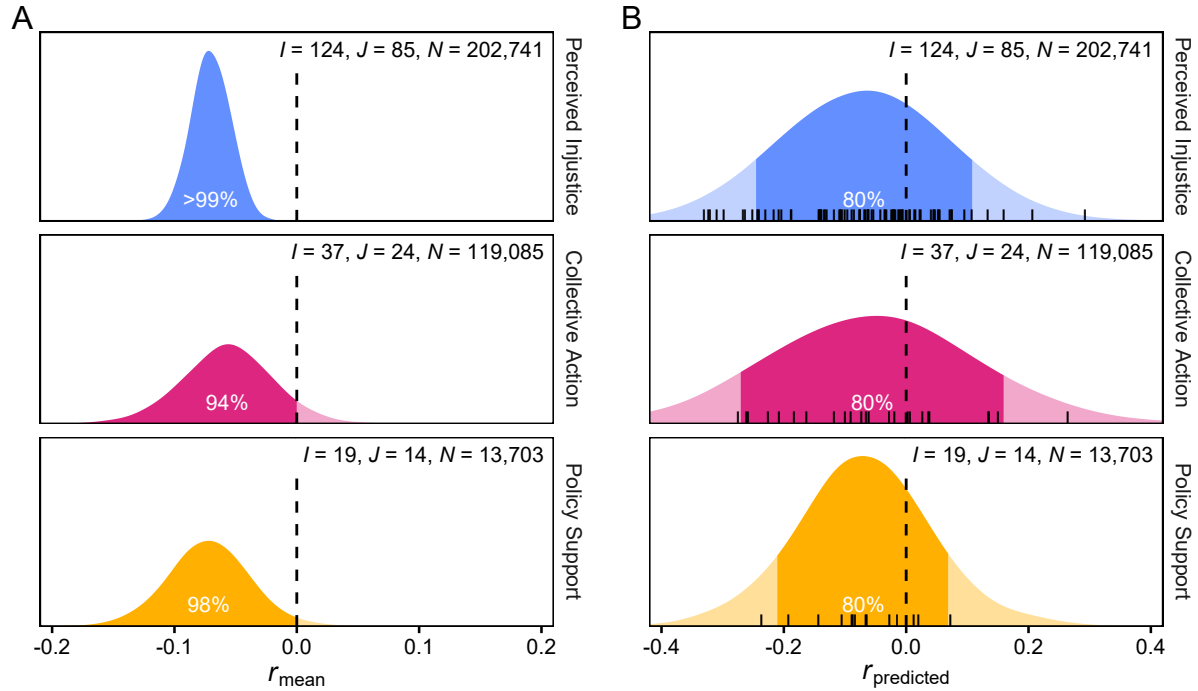 A
I = 124, J = 85, N = 202,741
>99%
Perceived Injustice
I = 37, J = 24, N = 119,085
94%
Collective Action
I = 19, J = 14, N = 13,703
98%
Policy Support
-0.2 -0.1 0.0 0.1 0.2
r mean
B
I = 124, J = 85, N = 202,741
80%
Perceived Injustice
I = 37, J = 24, N = 119,085
80%
Collective Action
I = 19, J = 14, N = 13,703
80%
Policy Support
-0.4 -0.2 0.0 0.2 0.4
r predicted